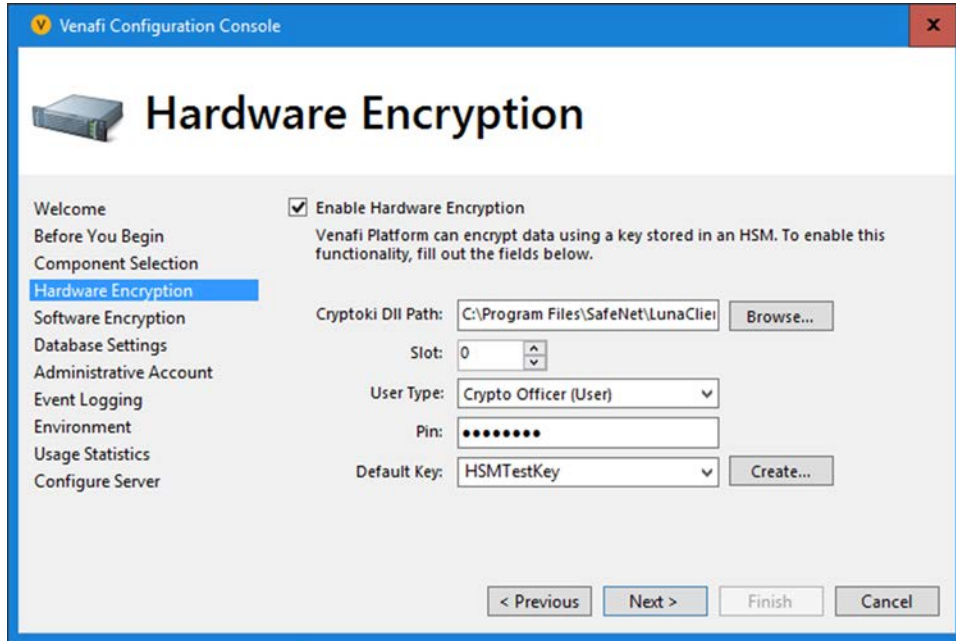 Venafi Configuration Console
x
Hardware Encryption
Welcome
Before You Begin
Component Selection
Hardware Encryption
Software Encryption
Database Settings
Administrative Account
Event Logging
Environment
Usage Statistics
Configure Server
Enable Hardware Encryption
Venafi Platform can encrypt data using a key stored in an HSM. To enable this
functionality, fill out the fields below.
Cryptoki Dll Path: C:\Program Files\SafeNet\LunaClier Browse...
Slot: 0
User Type: Crypto Officer (User)
Pin: ●●●●●●●●
Default Key: HSMTestKey Create...
< Previous Next > Finish Cancel